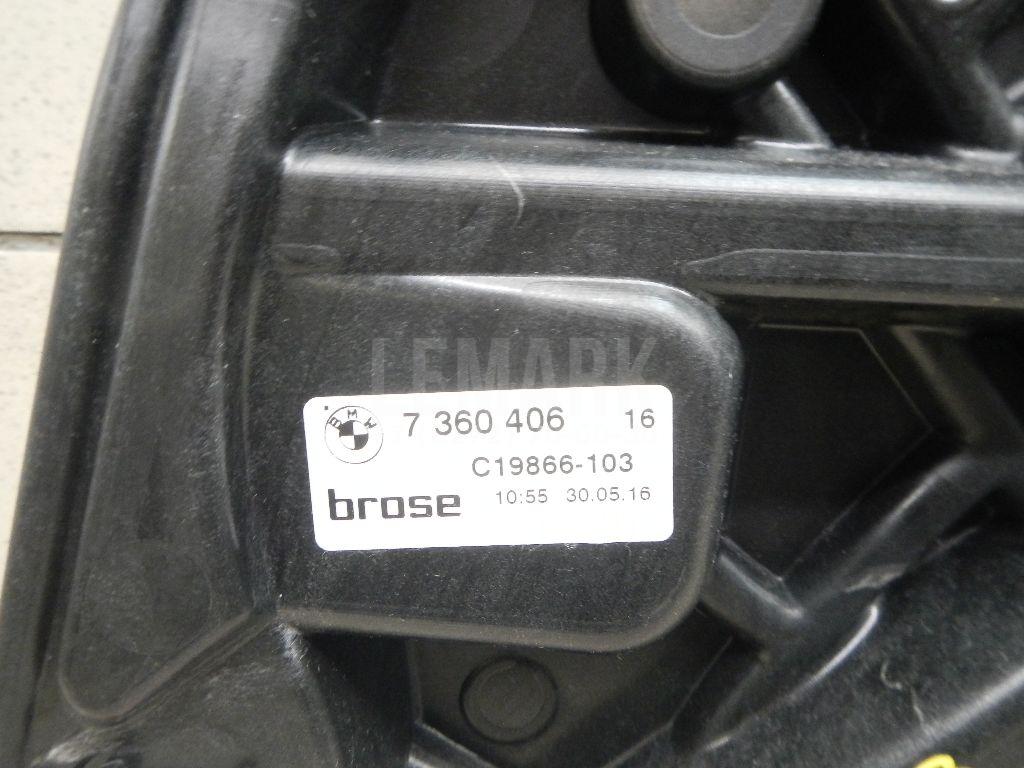 LEMARK
BMW 7 360 406 16
C19866-103
brose 10:55 30.05.16